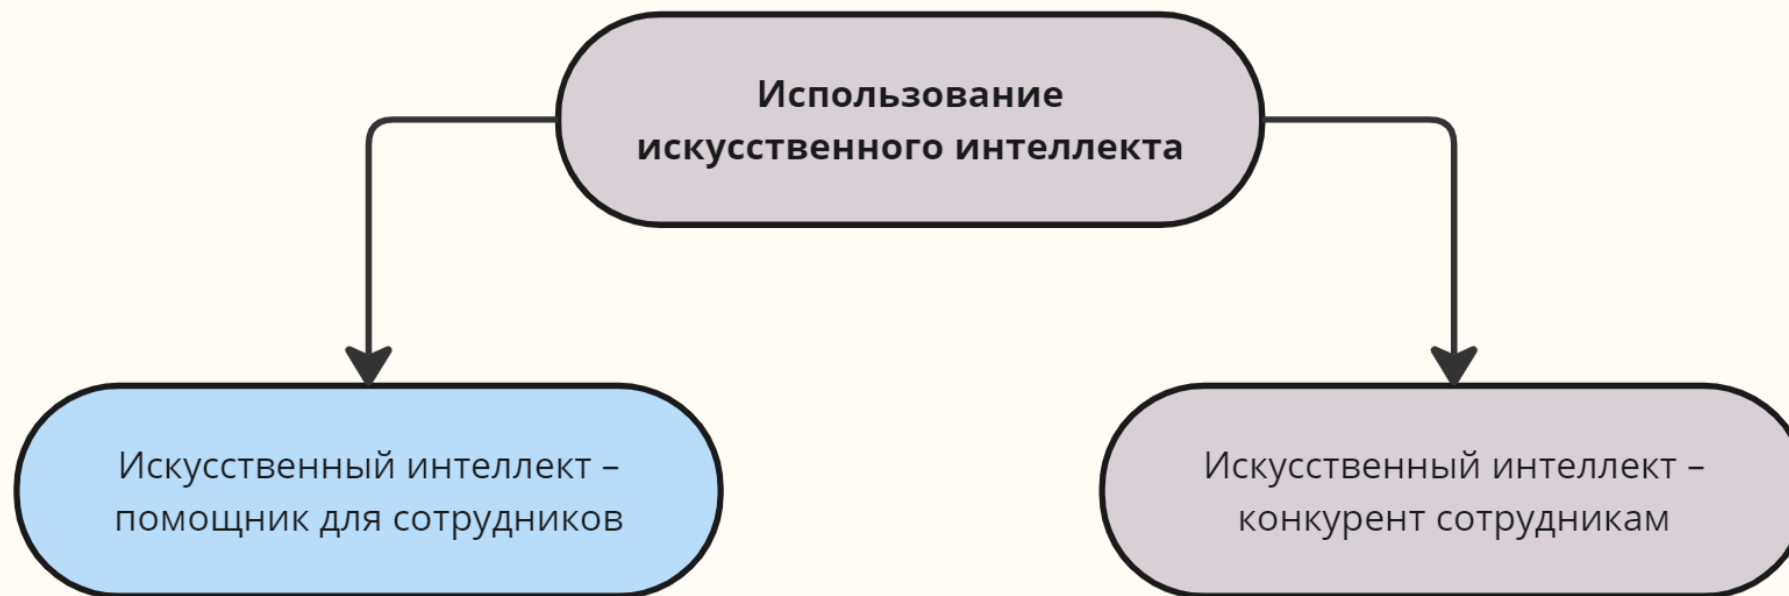 Использование
искусственного интеллекта
Искусственный интеллект –
помощник для сотрудников
Искусственный интеллект –
конкурент сотрудникам